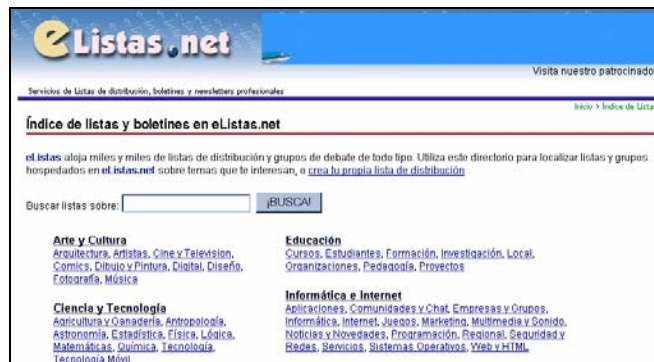 eListas.net
Visita nuestro patrocinado
Servicios de Listas de distribución, boletines y newsletters profesionales
Inicio > Índice de Lista
Índice de listas y boletines en eListas.net
eListas aloja miles y miles de listas de distribución y grupos de debate de todo tipo. Utiliza este directorio para localizar listas y grupos
hospedados en eListas.net sobre temas que te interesan, o crea tu propia lista de distribución
Buscar listas sobre: ¡BUSCA!
Arte y Cultura
Arquitectura, Artistas, Cine y Television,
Comics, Dibujo y Pintura, Digital, Diseño,
Fotografía, Música
Educación
Cursos, Estudiantes, Formación, Investigación, Local,
Organizaciones, Pedagogía, Proyectos
Ciencia y Tecnología
Agricultura y Ganadería, Antropología,
Astronomía, Estadística, Física, Lógica,
Matemáticas, Química, Tecnología,
Tecnología Móvil
Informática e Internet
Aplicaciones, Comunidades y Chat, Empresas y Grupos,
Informática, Internet, Juegos, Marketing, Multimedia y Sonido,
Noticias y Novedades, Programación, Regional, Seguridad y
Redes, Servicios, Sistemas Operativos, Web y HTML